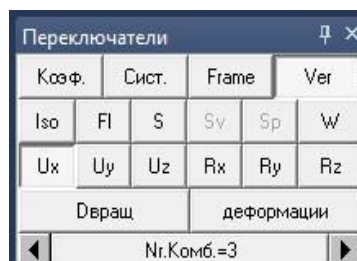 Переключатели
Коэф. Сист. Frame Ver
Iso Fl S Sv Sp W
Ux Uy Uz Rx Ry Rz
Dвращ деформации
Nr.Комб.=3